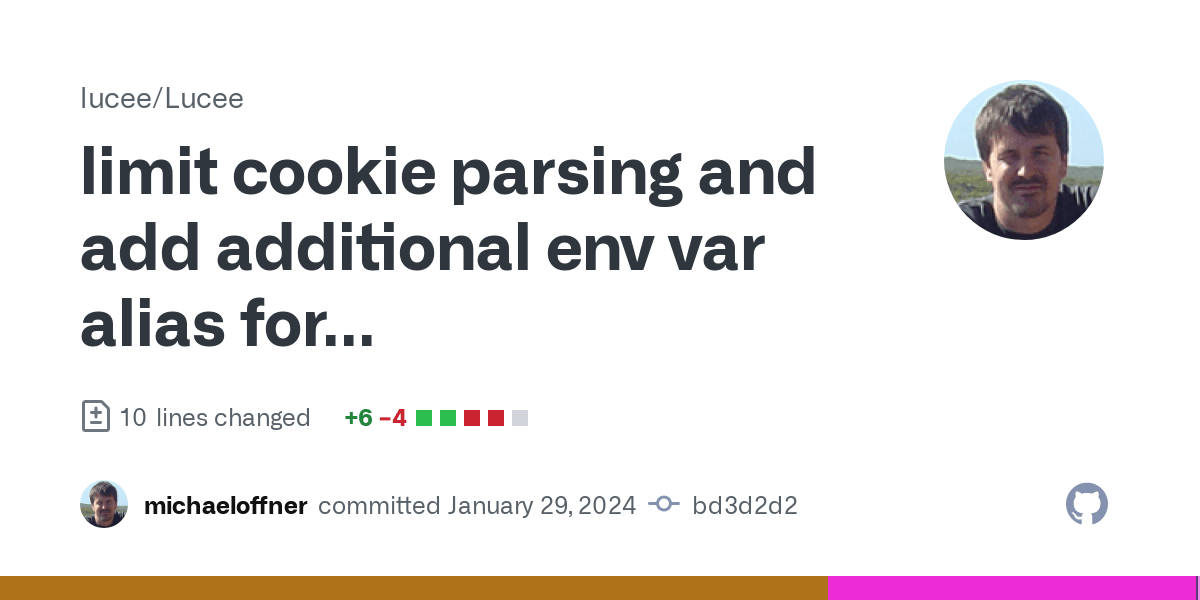 lucee/Lucee
limit cookie parsing and
add additional env var
alias for...
10 lines changed +6 −4
michaeloffner committed January 29, 2024 bd3d2d2